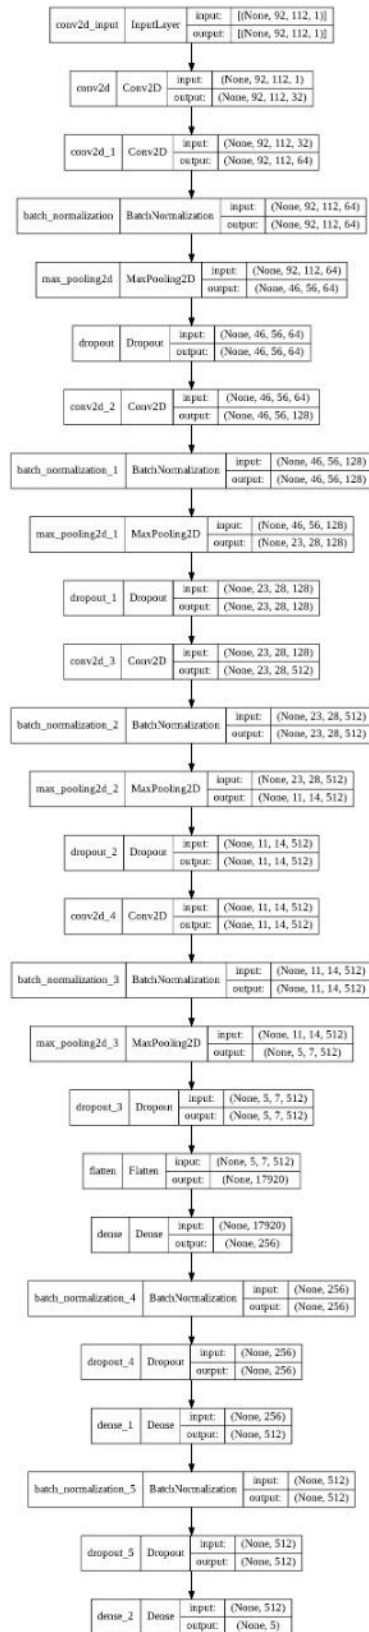 conv2d_input InputLayer input: [(None, 92, 112, 1)]
output: [(None, 92, 112, 1)]
conv2d Conv2D input: (None, 92, 112, 1)
output: (None, 92, 112, 32)
conv2d_1 Conv2D input: (None, 92, 112, 32)
output: (None, 92, 112, 64)
batch_normalization BatchNormalization input: (None, 92, 112, 64)
output: (None, 92, 112, 64)
max_pooling2d MaxPooling2D input: (None, 92, 112, 64)
output: (None, 46, 56, 64)
dropout Dropout input: (None, 46, 56, 64)
output: (None, 46, 56, 64)
conv2d_2 Conv2D input: (None, 46, 56, 64)
output: (None, 46, 56, 128)
batch_normalization_1 BatchNormalization input: (None, 46, 56, 128)
output: (None, 46, 56, 128)
max_pooling2d_1 MaxPooling2D input: (None, 46, 56, 128)
output: (None, 23, 28, 128)
dropout_1 Dropout input: (None, 23, 28, 128)
output: (None, 23, 28, 128)
conv2d_3 Conv2D input: (None, 23, 28, 128)
output: (None, 23, 28, 512)
batch_normalization_2 BatchNormalization input: (None, 23, 28, 512)
output: (None, 23, 28, 512)
max_pooling2d_2 MaxPooling2D input: (None, 23, 28, 512)
output: (None, 11, 14, 512)
dropout_2 Dropout input: (None, 11, 14, 512)
output: (None, 11, 14, 512)
conv2d_4 Conv2D input: (None, 11, 14, 512)
output: (None, 11, 14, 512)
batch_normalization_3 BatchNormalization input: (None, 11, 14, 512)
output: (None, 11, 14, 512)
max_pooling2d_3 MaxPooling2D input: (None, 11, 14, 512)
output: (None, 5, 7, 512)
dropout_3 Dropout input: (None, 5, 7, 512)
output: (None, 5, 7, 512)
flatten Flatten input: (None, 5, 7, 512)
output: (None, 17920)
dense Dense input: (None, 17920)
output: (None, 256)
batch_normalization_4 BatchNormalization input: (None, 256)
output: (None, 256)
dropout_4 Dropout input: (None, 256)
output: (None, 256)
dense_1 Dense input: (None, 256)
output: (None, 512)
batch_normalization_5 BatchNormalization input: (None, 512)
output: (None, 512)
dropout_5 Dropout input: (None, 512)
output: (None, 512)
dense_2 Dense input: (None, 512)
output: (None, 5)